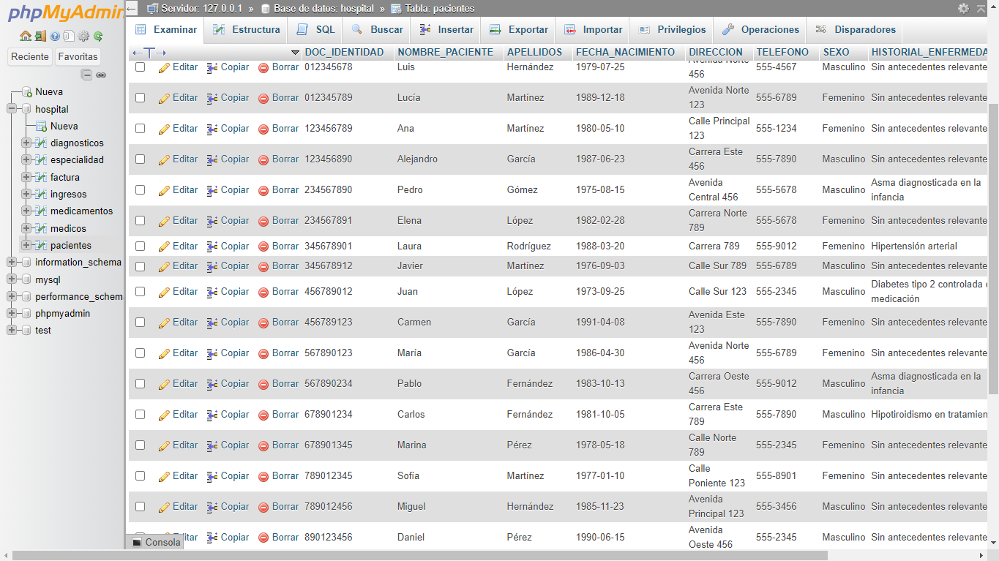 phpMyAdmin
Servidor: 127.0.0.1 » Base de datos: hospital » Tabla: pacientes
Examinar Estructura SQL Buscar Insertar Exportar Importar Privilegios Operaciones Disparadores
Reciente Favoritas
Nueva
hospital
Nueva
diagnosticos
especialidad
factura
ingresos
medicamentos
medicos
pacientes
information_schema
mysql
performance_schem
phpmyadmin
test
DOC_IDENTIDAD NOMBRE_PACIENTE APELLIDOS FECHA_NACIMIENTO DIRECCION TELEFONO SEXO HISTORIAL_ENFERMEDA
Editar Copiar Borrar 012345678 Luis Hernández 1979-07-25 Avenida Norte 456 555-4567 Masculino Sin antecedentes relevante
Editar Copiar Borrar 012345789 Lucía Martínez 1989-12-18 Avenida Norte 123 555-6789 Femenino Sin antecedentes relevante
Editar Copiar Borrar 123456789 Ana Martínez 1980-05-10 Calle Principal 123 555-1234 Femenino Sin antecedentes relevante
Editar Copiar Borrar 123456890 Alejandro García 1987-06-23 Carrera Este 456 555-7890 Masculino Sin antecedentes relevante
Editar Copiar Borrar 234567890 Pedro Gómez 1975-08-15 Avenida Central 456 555-5678 Masculino Asma diagnosticada en la infancia
Editar Copiar Borrar 234567891 Elena López 1982-02-28 Carrera Norte 789 555-5678 Femenino Sin antecedentes relevante
Editar Copiar Borrar 345678901 Laura Rodríguez 1988-03-20 Carrera 789 555-9012 Femenino Hipertensión arterial
Editar Copiar Borrar 345678912 Javier Martínez 1976-09-03 Calle Sur 789 555-6789 Masculino Sin antecedentes relevante
Editar Copiar Borrar 456789012 Juan López 1973-09-25 Calle Sur 123 555-2345 Masculino Diabetes tipo 2 controlada medicación
Editar Copiar Borrar 456789123 Carmen García 1991-04-08 Avenida Este 123 555-7890 Femenino Sin antecedentes relevante
Editar Copiar Borrar 567890123 María García 1986-04-30 Avenida Norte 456 555-6789 Femenino Sin antecedentes relevante
Editar Copiar Borrar 567890234 Pablo Fernández 1983-10-13 Carrera Oeste 456 555-9012 Masculino Asma diagnosticada en la infancia
Editar Copiar Borrar 678901234 Carlos Fernández 1981-10-05 Carrera Este 789 555-7890 Masculino Hipotiroidismo en tratamien
Editar Copiar Borrar 678901345 Marina Pérez 1978-05-18 Calle Norte 789 555-2345 Femenino Sin antecedentes relevante
Editar Copiar Borrar 789012345 Sofía Martínez 1977-01-10 Calle Poniente 123 555-8901 Femenino Sin antecedentes relevante
Editar Copiar Borrar 789012456 Miguel Hernández 1985-11-23 Avenida Principal 123 555-3456 Masculino Sin antecedentes relevante
Editar Copiar Borrar 890123456 Daniel Pérez 1990-06-15 Avenida Oeste 456 555-2345 Masculino Sin antecedentes relevante
Consola